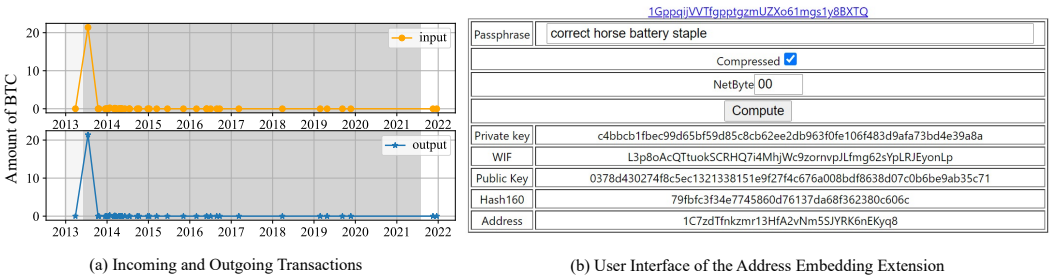 Amount of BTC
20
10
0
input
2013 2014 2015 2016 2017 2018 2019 2020 2021 2022
20
10
0
output
2013 2014 2015 2016 2017 2018 2019 2020 2021 2022
(a) Incoming and Outgoing Transactions
1GppqijVVTfgpptgzmUZXo61mgs1y8BXTQ
Passphrase correct horse battery staple
Compressed
NetByte 00
Compute
Private key c4bbcb1fbec99d65bf59d85c8cb62ee2db963f0fe106f483d9afa73bd4e39a8a
WIF L3p8oAcQTtuokSCRHQ7i4MhjWc9zornvpJLfmg62sYpLRJEyonLp
Public Key 0378d430274f8c5ec1321338151e9f27f4c676a008bdf8638d07c0b6be9ab35c71
Hash160 79fbfc3f34e7745860d76137da68f362380c606c
Address 1C7zdTfnkzmr13HfA2vNm5SJYRK6nEKyq8
(b) User Interface of the Address Embedding Extension